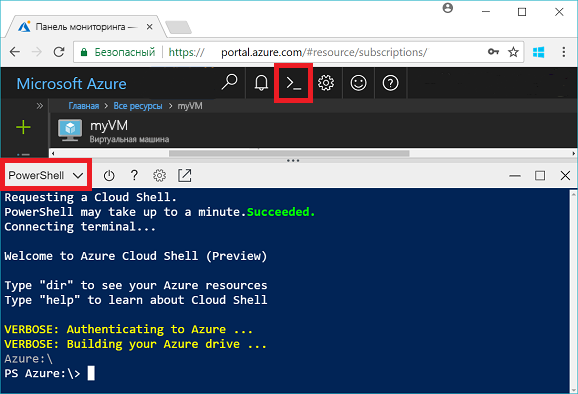 Панель мониторинга —
Безопасный https:// portal.azure.com/#resource/subscriptions/
Microsoft Azure
Главная > Все ресурсы > myVM
myVM
Виртуальная машина
PowerShell
Requesting a Cloud Shell.
PowerShell may take up to a minute.Succeeded.
Connecting terminal...
Welcome to Azure Cloud Shell (Preview)
Type "dir" to see your Azure resources
Type "help" to learn about Cloud Shell
VERBOSE: Authenticating to Azure ...
VERBOSE: Building your Azure drive ...
Azure:\
PS Azure:\>